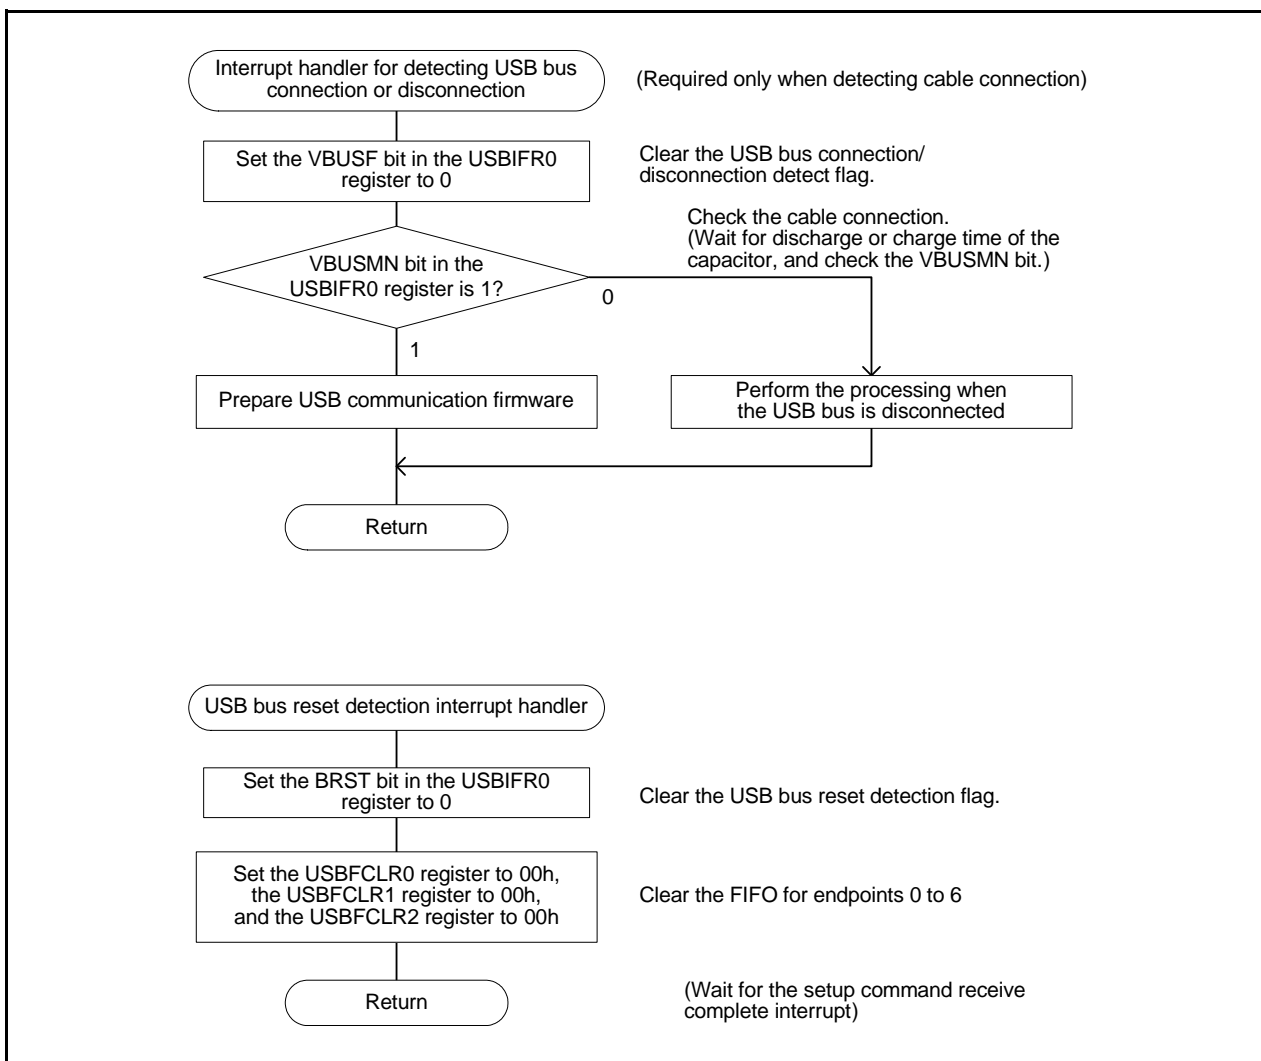 Interrupt handler for detecting USB bus
connection or disconnection
(Required only when detecting cable connection)
Set the VBUSF bit in the USBIFR0
register to 0
Clear the USB bus connection/
disconnection detect flag.
Check the cable connection.
(Wait for discharge or charge time of the
capacitor, and check the VBUSMN bit.)
VBUSMN bit in the
USBIFR0 register is 1?
0
1
Prepare USB communication firmware
Perform the processing when
the USB bus is disconnected
Return
USB bus reset detection interrupt handler
Set the BRST bit in the USBIFR0
register to 0
Clear the USB bus reset detection flag.
Set the USBFCLR0 register to 00h,
the USBFCLR1 register to 00h,
and the USBFCLR2 register to 00h
Clear the FIFO for endpoints 0 to 6
Return
(Wait for the setup command receive
complete interrupt)